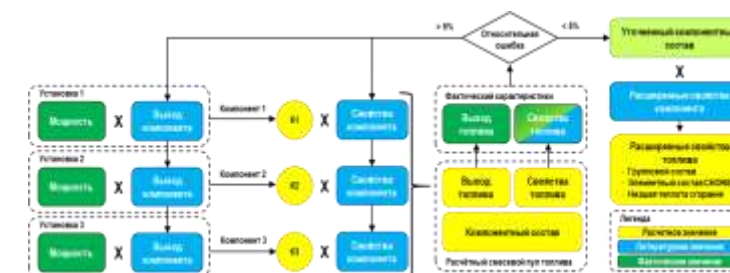 > 5%
Относительная
ошибка
< 5%
Уточненный компонентный
состав
X
Расширенные свойства
компонента
Расширенные свойства
топлива
- Групповой состав
- Элементный состав
- Низшая теплота сгорания
Легенда
Расчетное значение
Литературное значение
Фактическое значение
Установка 1
Мощность
X
Выход
компонента
Компонент 1
X
Свойства
компонента
Установка 2
Мощность
X
Выход
компонента
Компонент 2
X
Свойства
компонента
Установка 3
Мощность
X
Выход
компонента
Компонент 3
X
Свойства
компонента
Фактический характеристики
Выход
топлива
Свойства
топлива
Выход
топлива
Свойства
топлива
Компонентный состав
Расчётный смесевой пул топлива